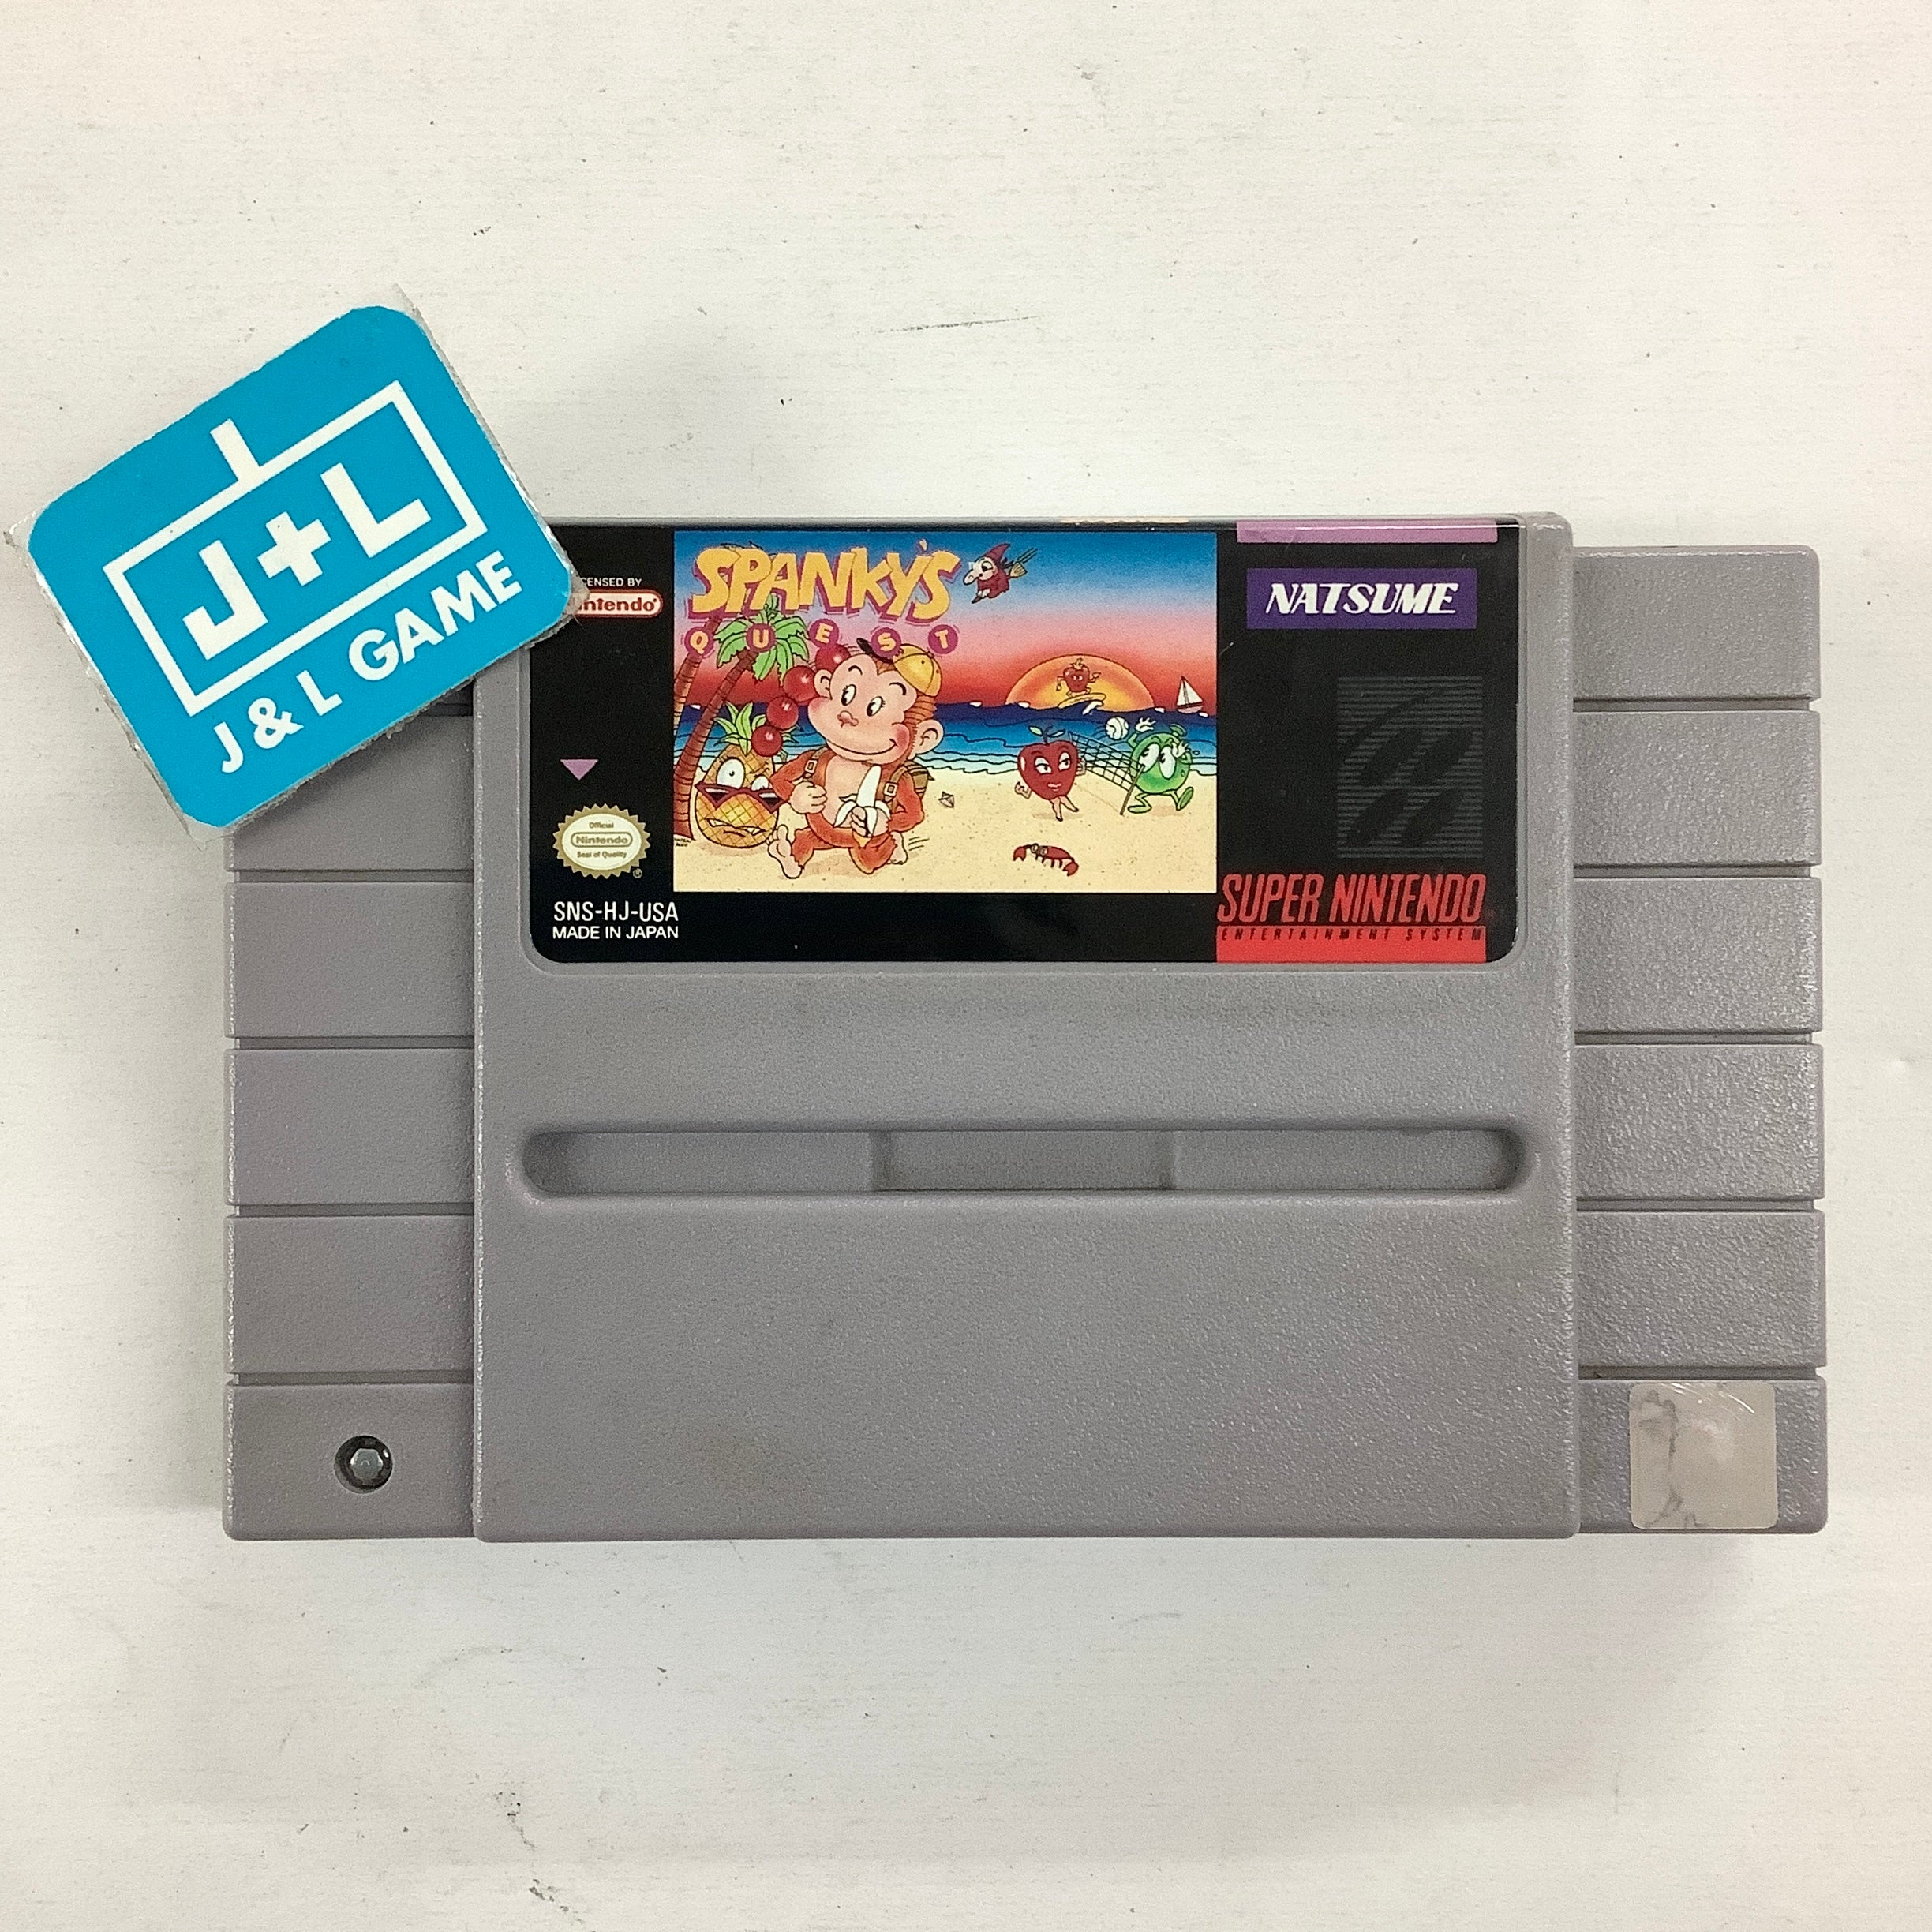 J+L
J & L GAME
CENSED BY
ntendo®
SPANKY'S
QUEST
NATSUME
Official
Nintendo
Seal of Quality
®
SNS-HJ-USA
MADE IN JAPAN
SUPER NINTENDO
ENTERTAINMENT SYSTEM